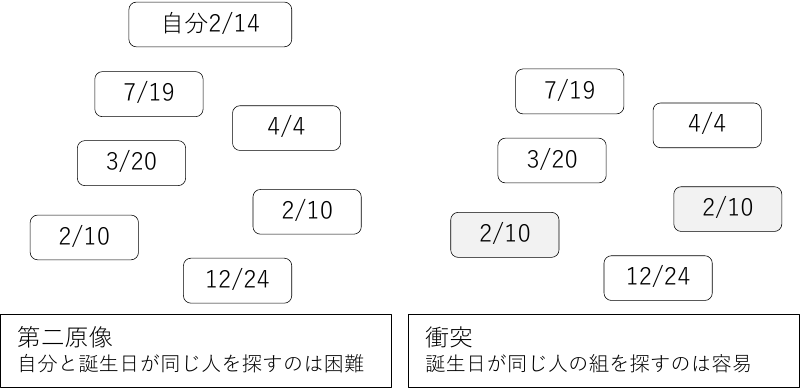 自分2/14
7/19
4/4
3/20
2/10
2/10
12/24
第二原像
自分と誕生日が同じ人を探すのは困難
7/19
4/4
3/20
2/10
2/10
12/24
衝突
誕生日が同じ人の組を探すのは容易